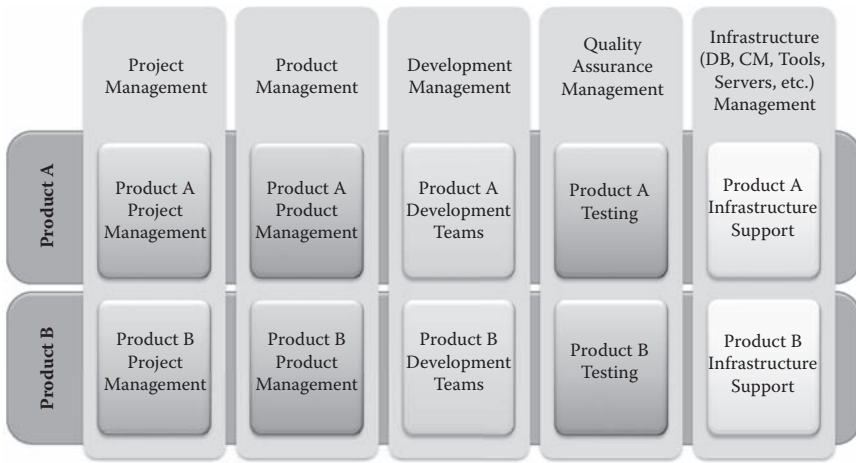 Project
Management
Product
Management
Development
Management
Quality
Assurance
Management
Infrastructure
(DB, CM, Tools,
Servers, etc.)
Management
Product A
Product A
Project
Management
Product A
Product
Management
Product A
Development
Teams
Product A
Testing
Product A
Infrastructure
Support
Product B
Product B
Project
Management
Product B
Product
Management
Product B
Development
Teams
Product B
Testing
Product B
Infrastructure
Support